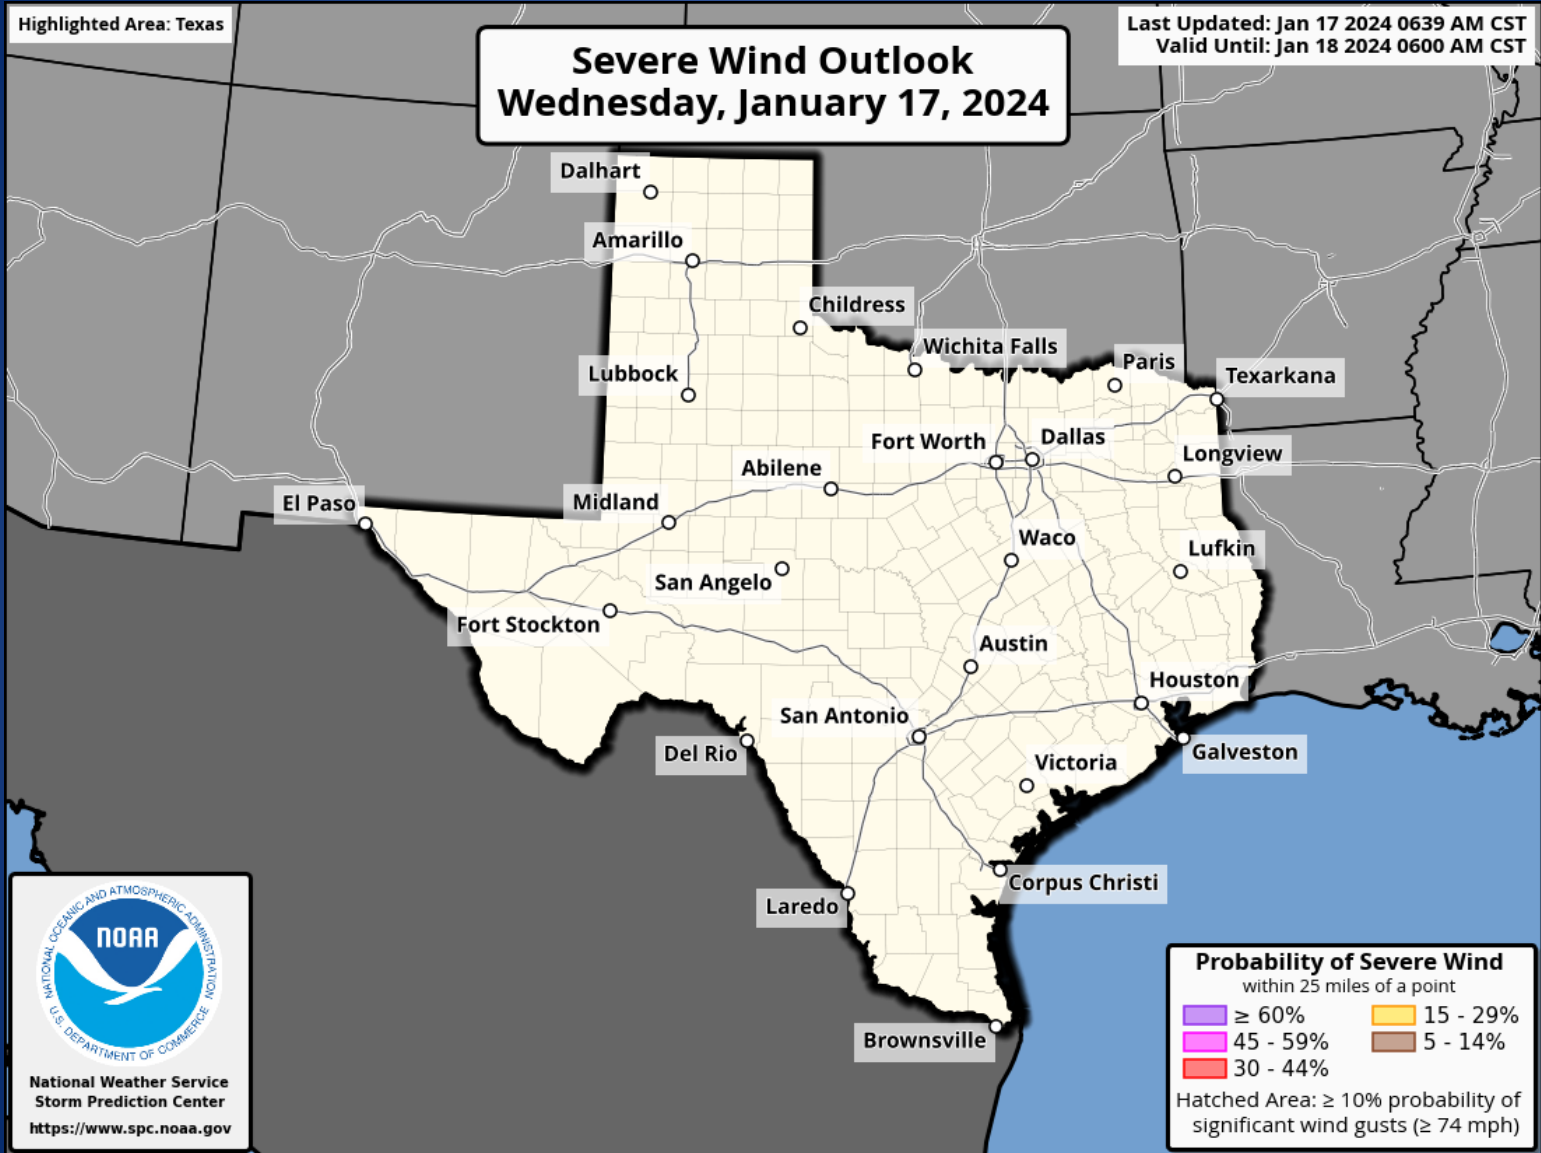 Highlighted Area: Texas
Severe Wind Outlook
Wednesday, January 17, 2024
Last Updated: Jan 17 2024 0639 AM CST
Valid Until: Jan 18 2024 0600 AM CST
Dalhart
Amarillo
Childress
Wichita Falls
Paris
Texarkana
Lubbock
Fort Worth
Dallas
Longview
Abilene
Midland
El Paso
Waco
Lufkin
San Angelo
Fort Stockton
Austin
Houston
San Antonio
Del Rio
Galveston
Victoria
Corpus Christi
Laredo
Brownsville
NATIONAL OCEANIC AND ATMOSPHERIC ADMINISTRATION
NOAA
U.S. DEPARTMENT OF COMMERCE
National Weather Service
Storm Prediction Center
https://www.spc.noaa.gov
Probability of Severe Wind
within 25 miles of a point
≥ 60%
15 - 29%
45 - 59%
5 - 14%
30 - 44%
Hatched Area: ≥ 10% probability of
significant wind gusts (≥ 74 mph)